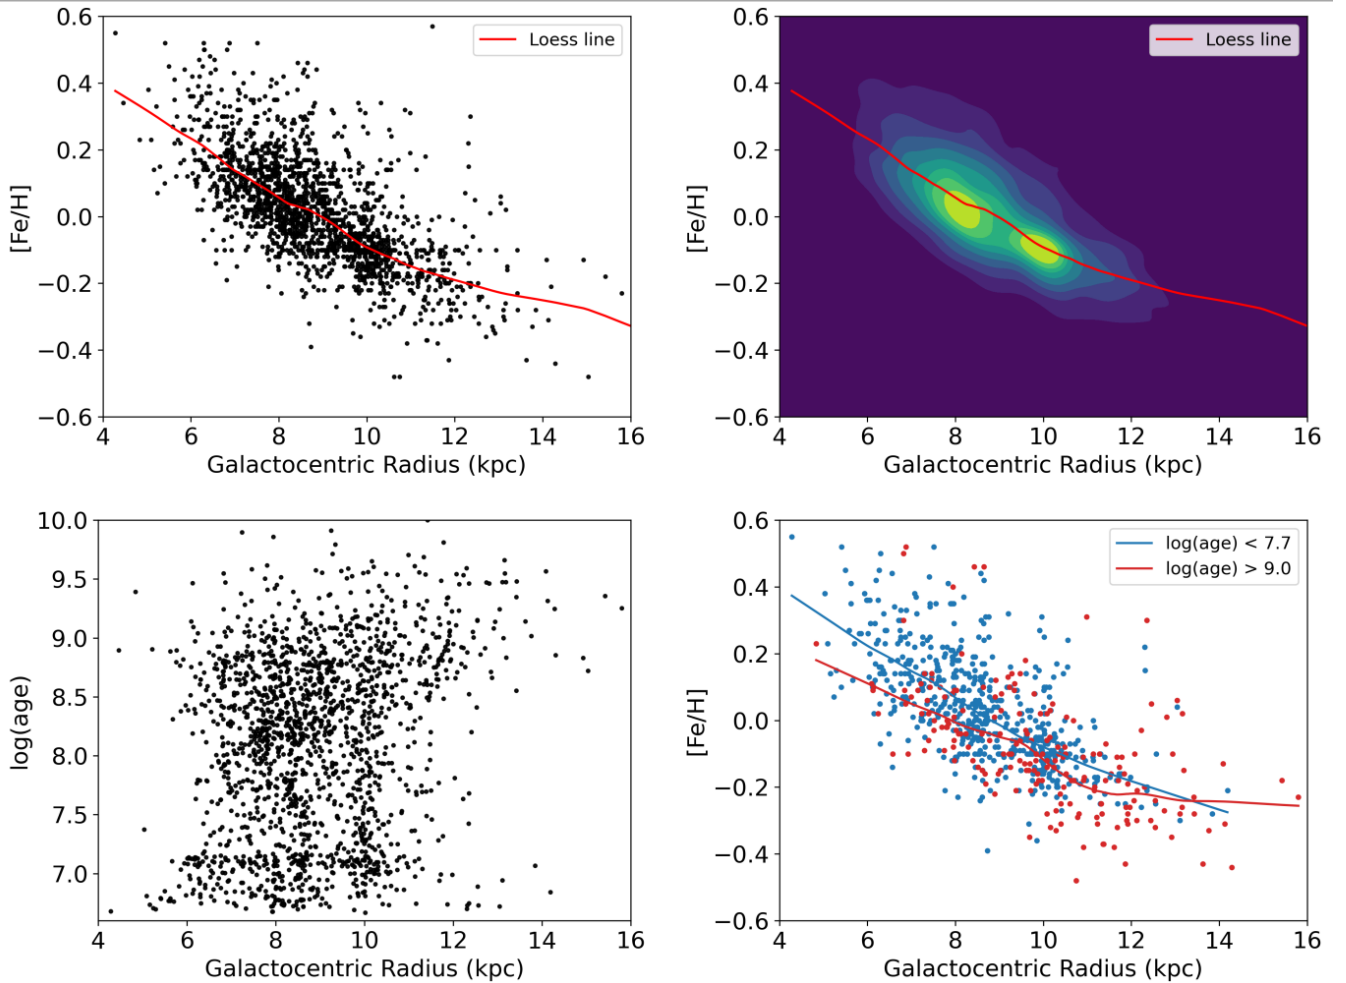 0.6
0.4
0.2
0.0
−0.2
−0.4
−0.6
[Fe/H]
4 6 8 10 12 14 16
Galactocentric Radius (kpc)
Loess line
0.6
0.4
0.2
0.0
−0.2
−0.4
−0.6
[Fe/H]
4 6 8 10 12 14 16
Galactocentric Radius (kpc)
Loess line
10.0
9.5
9.0
8.5
8.0
7.5
7.0
log(age)
4 6 8 10 12 14 16
Galactocentric Radius (kpc)
0.6
0.4
0.2
0.0
−0.2
−0.4
−0.6
[Fe/H]
4 6 8 10 12 14 16
Galactocentric Radius (kpc)
log(age) < 7.7
log(age) > 9.0